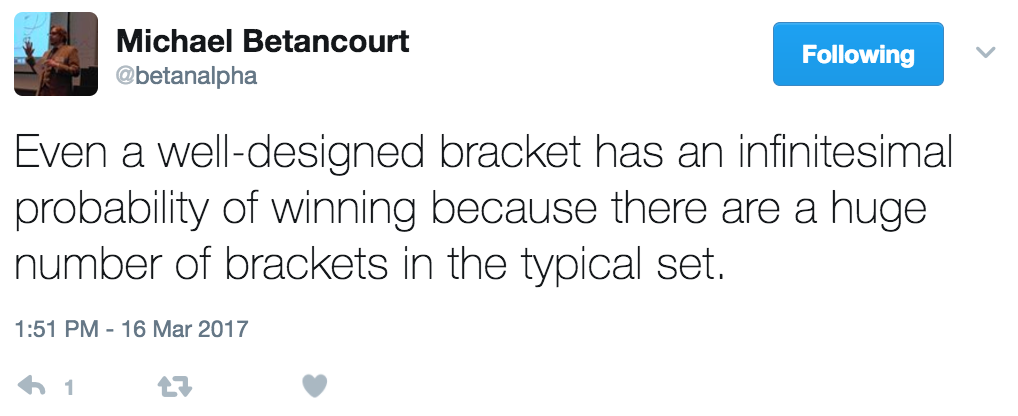 Michael Betancourt
@betanalpha
Following
Even a well-designed bracket has an infinitesimal
probability of winning because there are a huge
number of brackets in the typical set.
1:51 PM - 16 Mar 2017
1